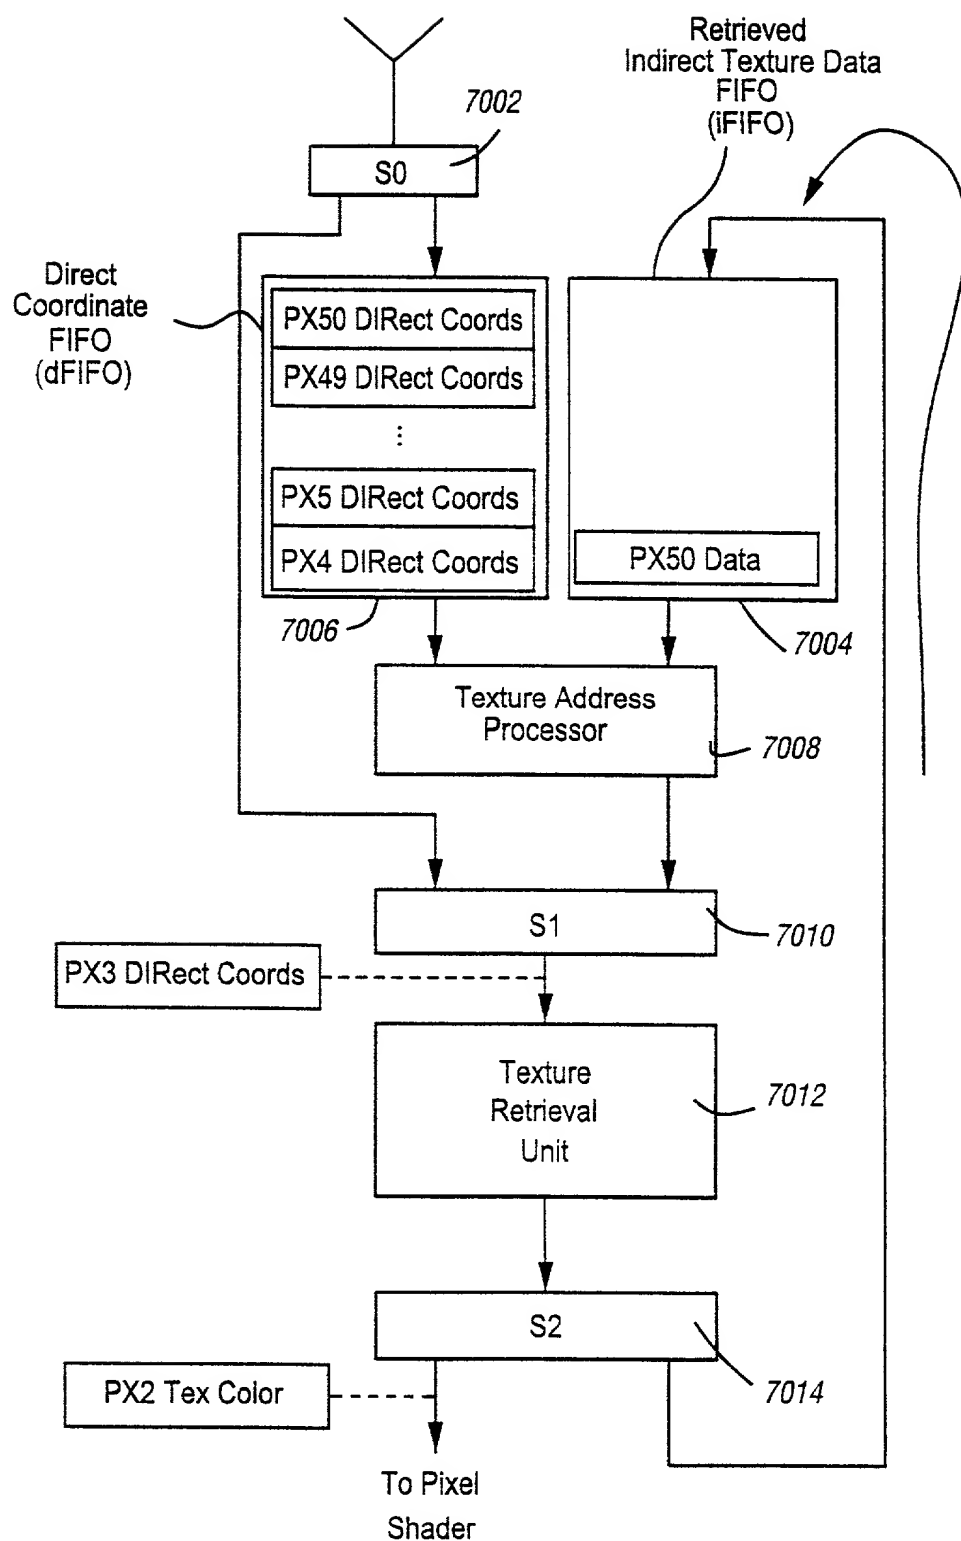 Retrieved
Indirect Texture Data
FIFO
(iFIFO)
7002
S0
Direct
Coordinate
FIFO
(dFIFO)
PX50 DIRect Coords
PX49 DIRect Coords
⋮
PX5 DIRect Coords
PX4 DIRect Coords
PX50 Data
7006
7004
Texture Address
Processor
7008
S1
7010
PX3 DIRect Coords
Texture
Retrieval
Unit
7012
S2
7014
PX2 Tex Color
To Pixel
Shader